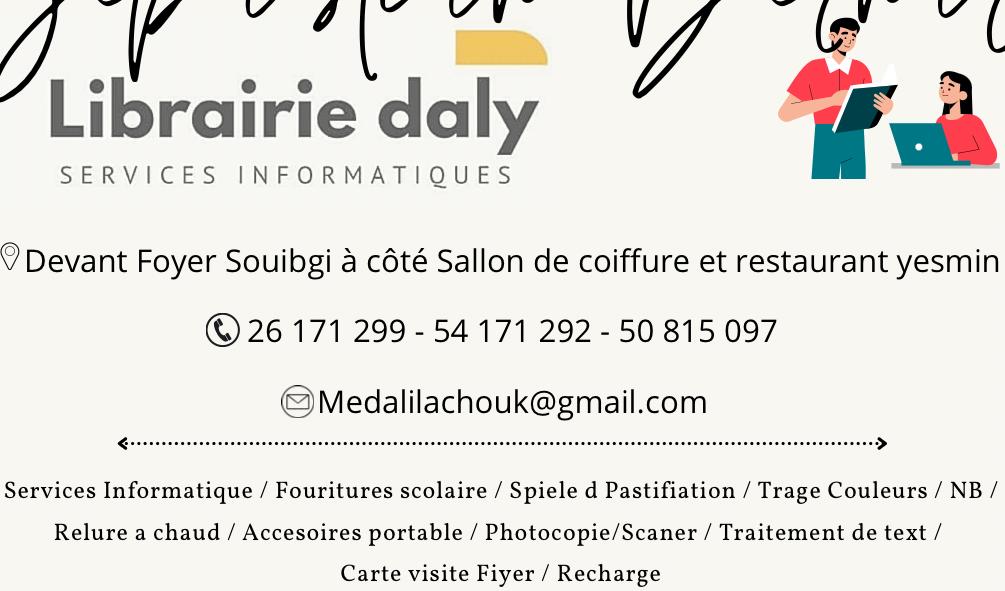 Librairie daly
SERVICES INFORMATIQUES
Devant Foyer Souibgi à côté Sallon de coiffure et restaurant yesmin
26 171 299 - 54 171 292 - 50 815 097
Medalilachouk@gmail.com
Services Informatique / Fouritures scolaire / Spiele d Pastifiation / Trage Couleurs / NB /
Relure a chaud / Accesoires portable / Photocopie/Scaner / Traitement de text /
Carte visite Fiyer / Recharge